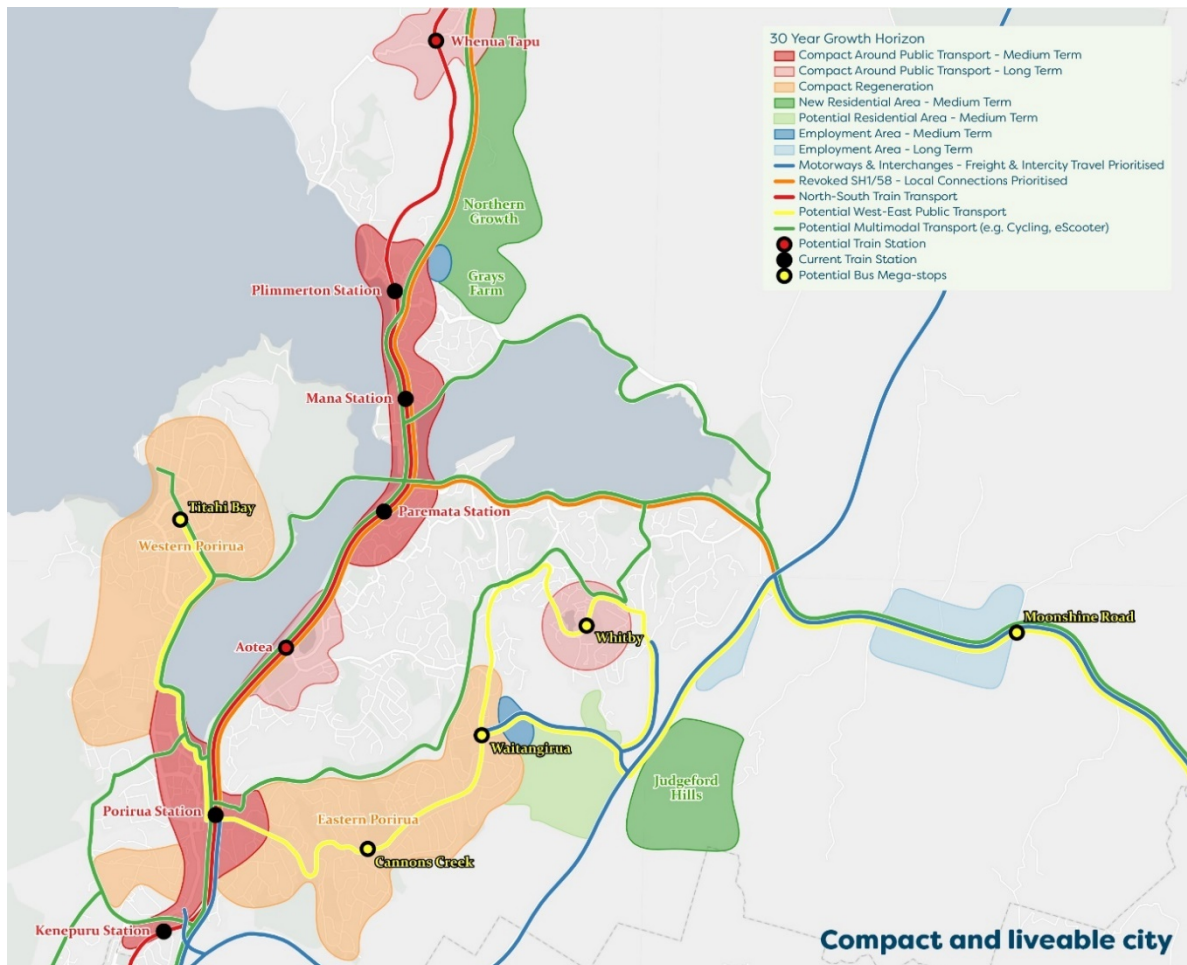 Whenua Tapu
30 Year Growth Horizon
Compact Around Public Transport - Medium Term
Compact Around Public Transport - Long Term
Compact Regeneration
New Residential Area - Medium Term
Potential Residential Area - Medium Term
Employment Area - Medium Term
Employment Area - Long Term
Motorways & Interchanges - Freight & Intercity Travel Prioritised
Revoked SH1/58 - Local Connections Prioritised
North-South Train Transport
Potential West-East Public Transport
Potential Multimodal Transport (e.g. Cycling, eScooter)
Potential Train Station
Current Train Station
Potential Bus Mega-stops
Northern
Growth
Grays
Farm
Plimmerton Station
Mana Station
Titahi Bay
Paremata Station
Western Porirua
Moonshine Road
Whitby
Aotea
Waitangirua
Judgeford
Hills
Porirua Station
Eastern Porirua
Cannons Creek
Kenepuru Station
Compact and liveable city